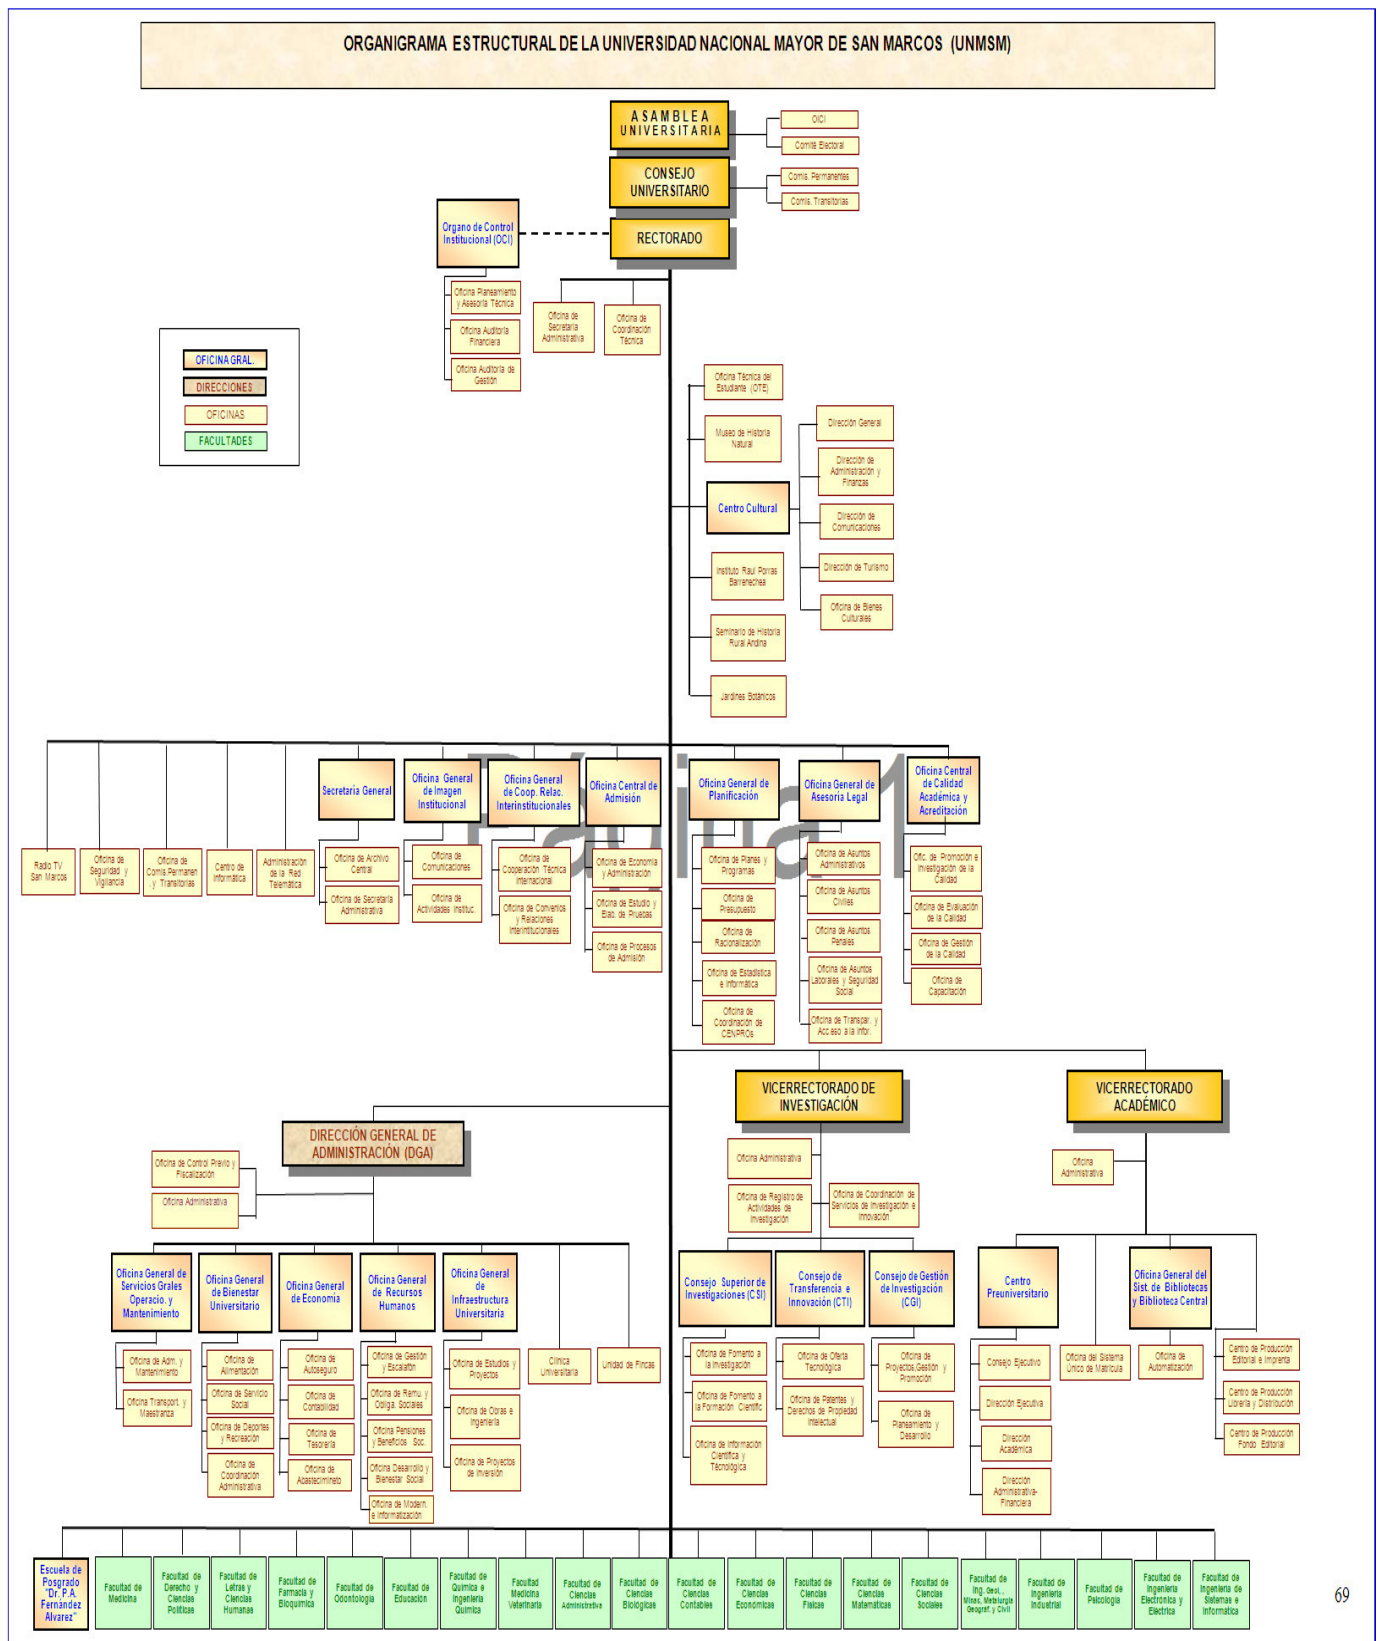 ORGANIGRAMA ESTRUCTURAL DE LA UNIVERSIDAD NACIONAL MAYOR DE SAN MARCOS (UNMSM)
ASAMBLEA
UNIVERSITARIA
OICI
Comité Electoral
CONSEJO
UNIVERSITARIO
Comis. Permanentes
Comis. Transitorias
RECTORADO
Organo de Control
Institucional (OCI)
Oficina Planeamiento
y Asesoría Técnica
Oficina Auditoría
Financiera
Oficina Auditoría de
Gestión
Oficina de
Secretaría
Administrativa
Oficina de
Coordinación
Técnica
OFICINA GRAL.
DIRECCIONES
OFICINAS
FACULTADES
Oficina Técnica del
Estudiante (OTE)
Museo de Historia
Natural
Centro Cultural
Instituto Raul Porras
Barrenechea
Seminario de Historia
Rural Andina
Jardines Botánicos
Dirección General
Dirección de
Administración y
Finanzas
Dirección de
Comunicaciones
Dirección de Turismo
Oficina de Bienes
Culturales
Página 1
Radio TV
San Marcos
Oficina de
Seguridad y
Vigilancia
Oficina de
Comis.Permanen
.y Transitorias
Centro de
Informática
Administración
de la Red
Telemática
Secretaría General
Oficina de Archivo
Central
Oficina de Secretaría
Administrativa
Oficina General
de Imagen
Institucional
Oficina de
Comunicaciones
Oficina de
Actividades Instituc.
Oficina General
de Coop. Relac.
Interinstitucionales
Oficina de
Cooperación Técnica
Internacional
Oficina de Convenios
y Relaciones
Interintitucionales
Oficina Central de
Admisión
Oficina de Economía
y Administración
Oficina de Estudio y
Elab. de Pruebas
Oficina de Procesos
de Admisión
Oficina General de
Planificación
Oficina de Planes y
Programas
Oficina de
Presupuesto
Oficina de
Racionalización
Oficina de Estadística
e Informática
Oficina de
Coordinación de
CENPROs
Oficina General de
Asesoria Legal
Oficina de Asuntos
Administrativos
Oficina de Asuntos
Civiles
Oficina de Asuntos
Penales
Oficina de Asuntos
Laborales y Seguridad
Social
Oficina de Transpar. y
Acc.eso a la Infor.
Oficina Central
de Calidad
Académica y
Acreditación
Ofic. de Promoción e
Investigación de la
Calidad
Oficina de Evaluación
de la Calidad
Oficina de Gestión
de la Calidad
Oficina de
Capacitación
VICERRECTORADO DE
INVESTIGACIÓN
VICERRECTORADO
ACADÉMICO
DIRECCIÓN GENERAL DE
ADMINISTRACIÓN (DGA)
Oficina de Control Previo y
Fiscalización
Oficina Administrativa
Oficina Administrativa
Oficina de Registro de
Actividades de
Investigación
Oficina de Coordinación de
Servicios de Investigación e
Innovación
Oficina
Administrativa
Oficina General de
Servicios Grales
Operacio. y
Mantenimiento
Oficina de Adm. y
Mantenimiento
Oficina Transport. y
Maestranza
Oficina General
de Bienestar
Universitario
Oficina de
Alimentación
Oficina de Servicio
Social
Oficina de Deportes
y Recreación
Oficina de
Coordinación
Administrativa
Oficina General
de Economía
Oficina de
Autoseguro
Oficina de
Contabilidad
Oficina de
Tesorería
Oficina de
Abastecimineto
Oficina General
de Recursos
Humanos
Oficina de Gestión
y Escalafón
Oficina de Remu. y
Obliga. Sociales
Oficina Pensiones
y Beneficios Soc.
Oficina Desarrollo y
Bienestar Social
Oficina de Modern.
e Informatización
Oficina General
de
Infraestructura
Universitaria
Oficina de Estudios y
Proyectos
Oficina de Obras e
Ingeniería
Oficina de Proyectos
de Inversión
Clínica
Universitaria
Unidad de Fincas
Consejo Superior de
Investigaciones (CSI)
Oficina de Fomento a
la Investigación
Oficina de Fomento a
la Formación Científic
Oficina de Información
Científica y
Técnológica
Consejo de
Transferencia e
Innovación (CTI)
Oficina de Oferta
Tecnológica
Oficina de Patentes y
Derechos de Propiedad
Intelectual
Consejo de Gestión
de Investigación
(CGI)
Oficina de
Proyectos,Gestión y
Promoción
Oficina de
Planeamiento y
Desarrollo
Centro
Preuniversitario
Consejo Ejecutivo
Dirección Ejecutiva
Dirección
Académica
Dirección
Administrativa-
Financiera
Oficina del Sistema
Único de Matrícula
Oficina General del
Sist. de Bibliotecas
y Biblioteca Central
Oficina de
Automatización
Centro de Producción
Editorial e Imprenta
Centro de Producción
Librería y Distribución
Centro de Producción
Fondo Editorial
Escuela de
Posgrado
"Dr. P.A.
Fernández
Alvarez"
Facultad de
Medicina
Facultad de
Derecho y
Ciencias
Políticas
Facultad de
Letras y
Ciencias
Humanas
Facultad de
Farmacia y
Bioquímica
Facultad de
Odontología
Facultad de
Educación
Facultad de
Química e
Ingeniería
Química
Facultad
Medicina
Veterinaria
Facultad de
Ciencias
Administrativa
Facultad de
Ciencias
Biológicas
Facultad de
Ciencias
Contables
Facultad de
Ciencias
Económicas
Facultad de
Ciencias
Físicas
Facultad de
Ciencias
Matemáticas
Facultad de
Ciencias
Sociales
Facultad de
Ing. Geol.,
Minas, Metalurgía
Geográf. y Civil
Facultad de
Ingeniería
Industrial
Facultad de
Psicología
Facultad de
Ingeniería
Electrónica y
Eléctrica
Facultad de
Ingeniería de
Sistemas e
Informática
69